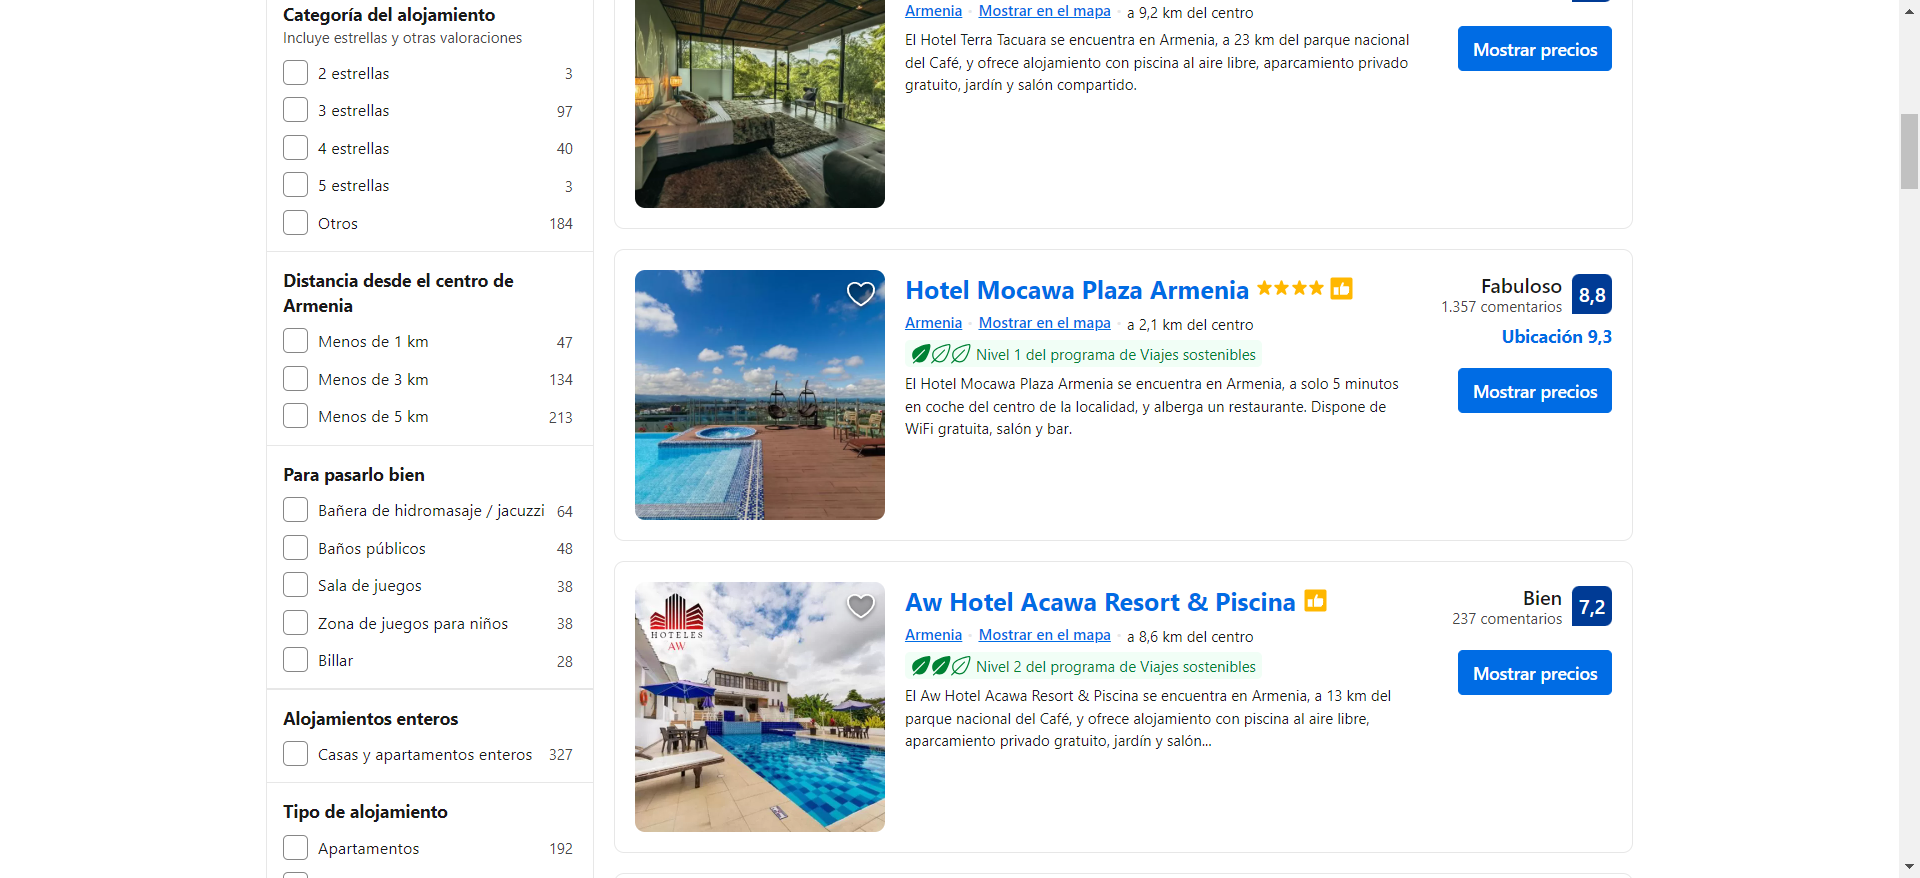 Categoría del alojamiento
Incluye estrellas y otras valoraciones
2 estrellas 3
3 estrellas 97
4 estrellas 40
5 estrellas 3
Otros 184
Distancia desde el centro de
Armenia
Menos de 1 km 47
Menos de 3 km 134
Menos de 5 km 213
Para pasarlo bien
Bañera de hidromasaje / jacuzzi 64
Baños públicos 48
Sala de juegos 38
Zona de juegos para niños 38
Billar 28
Alojamientos enteros
Casas y apartamentos enteros 327
Tipo de alojamiento
Apartamentos 192
Armenia Mostrar en el mapa a 9,2 km del centro
El Hotel Terra Tacuara se encuentra en Armenia, a 23 km del parque nacional
del Café, y ofrece alojamiento con piscina al aire libre, aparcamiento privado
gratuito, jardín y salón compartido.
Mostrar precios
Hotel Mocawa Plaza Armenia
Armenia Mostrar en el mapa a 2,1 km del centro
Nivel 1 del programa de Viajes sostenibles
El Hotel Mocawa Plaza Armenia se encuentra en Armenia, a solo 5 minutos
en coche del centro de la localidad, y alberga un restaurante. Dispone de
WiFi gratuita, salón y bar.
Fabuloso
1.357 comentarios
8,8
Ubicación 9,3
Mostrar precios
HOTELES
AW
Aw Hotel Acawa Resort & Piscina
Armenia Mostrar en el mapa a 8,6 km del centro
Nivel 2 del programa de Viajes sostenibles
El Aw Hotel Acawa Resort & Piscina se encuentra en Armenia, a 13 km del
parque nacional del Café, y ofrece alojamiento con piscina al aire libre,
aparcamiento privado gratuito, jardín y salón...
Bien
237 comentarios
7,2
Mostrar precios